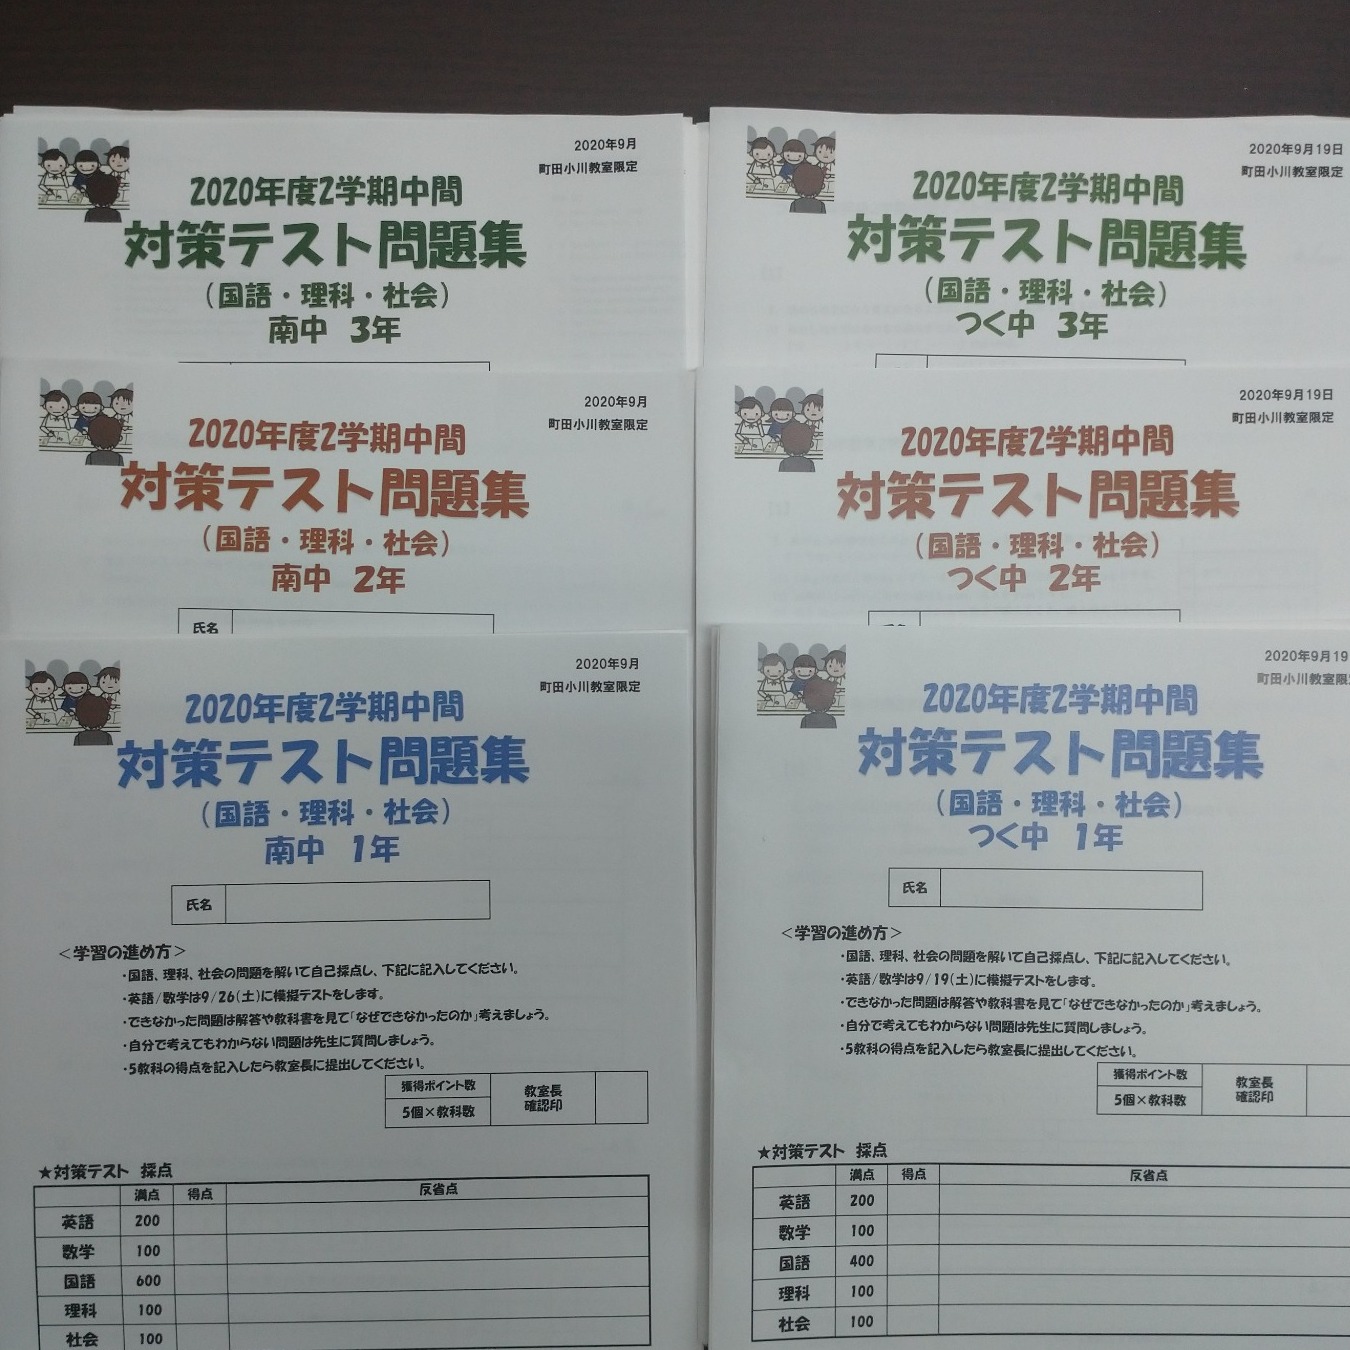 2020年9月
町田小川教室限定
2020年度2学期中間
対策テスト問題集
(国語・理科・社会)
南中 3年
2020年9月19日
町田小川教室限定
2020年度2学期中間
対策テスト問題集
(国語・理科・社会)
つく中 3年
2020年9月
町田小川教室限定
2020年度2学期中間
対策テスト問題集
(国語・理科・社会)
南中 2年
氏名
2020年9月19日
町田小川教室限定
2020年度2学期中間
対策テスト問題集
(国語・理科・社会)
つく中 2年
2020年9月
町田小川教室限定
2020年度2学期中間
対策テスト問題集
(国語・理科・社会)
南中 1年
氏名
<学習の進め方>
・国語、理科、社会の問題を解いて自己採点し、下記に記入してください。
・英語/数学は9/26(土)に模擬テストをします。
・できなかった問題は解答や教科書を見て「なぜできなかったのか」考えましょう。
・自分で考えてもわからない問題は先生に質問しましょう。
・5教科の得点を記入したら教室長に提出してください。
獲得ポイント数
5個×教科数
教室長
確認印
★対策テスト 採点
満点 得点 反省点
英語 200
数学 100
国語 600
理科 100
社会 100
2020年9月19
町田小川教室限
2020年度2学期中間
対策テスト問題集
(国語・理科・社会)
つく中 1年
氏名
<学習の進め方>
・国語、理科、社会の問題を解いて自己採点し、下記に記入してください。
・英語/数学は9/19(土)に模擬テストをします。
・できなかった問題は解答や教科書を見て「なぜできなかったのか」考えましょう。
・自分で考えてもわからない問題は先生に質問しましょう。
・5教科の得点を記入したら教室長に提出してください。
獲得ポイント数
5個×教科数
教室長
確認印
★対策テスト 採点
満点 得点 反省点
英語 200
数学 100
国語 400
理科 100
社会 100